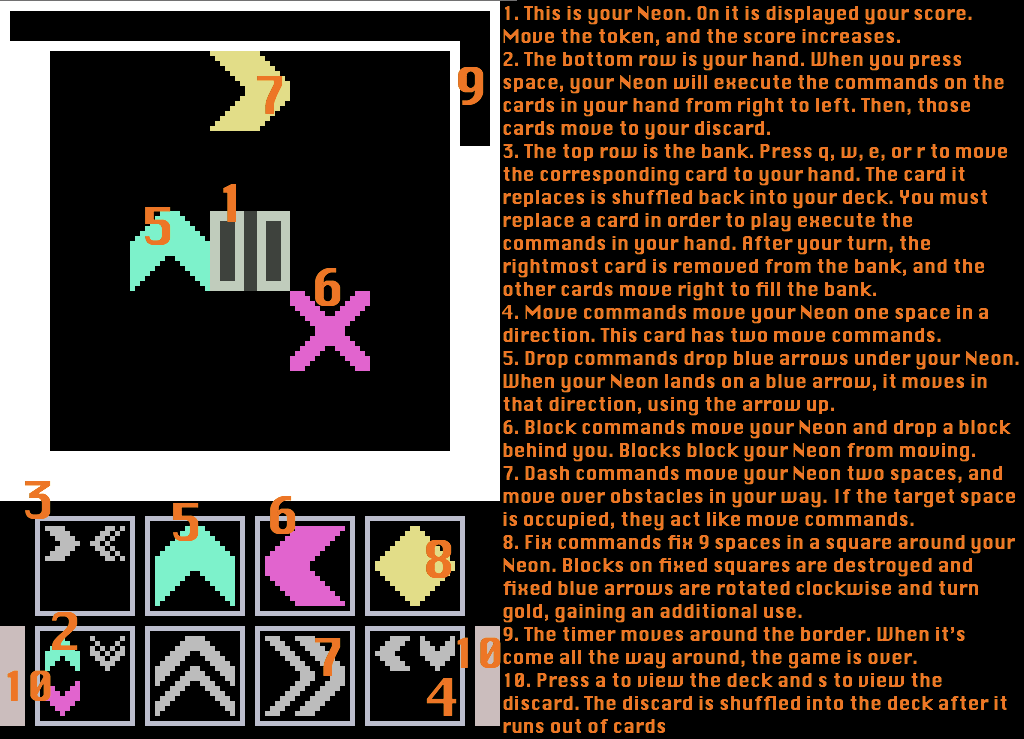 1. This is your Neon. On it is displayed your score.
Move the token, and the score increases.
2. The bottom row is your hand. When you press
space, your Neon will execute the commands on the
cards in your hand from right to left. Then, those
cards move to your discard.
3. The top row is the bank. Press q, w, e, or r to move
the corresponding card to your hand. The card it
replaces is shuffled back into your deck. You must
replace a card in order to play execute the
commands in your hand. After your turn, the
rightmost card is removed from the bank, and the
other cards move right to fill the bank.
4. Move commands move your Neon one space in a
direction. This card has two move commands.
5. Drop commands drop blue arrows under your Neon.
When your Neon lands on a blue arrow, it moves in
that direction, using the arrow up.
6. Block commands move your Neon and drop a block
behind you. Blocks block your Neon from moving.
7. Dash commands move your Neon two spaces, and
move over obstacles in your way. If the target space
is occupied, they act like move commands.
8. Fix commands fix 9 spaces in a square around your
Neon. Blocks on fixed squares are destroyed and
fixed blue arrows are rotated clockwise and turn
gold, gaining an additional use.
9. The timer moves around the border. When it's
come all the way around, the game is over.
10. Press a to view the deck and s to view the
discard. The discard is shuffled into the deck after it
runs out of cards
7
9
1
00
5
6
3
5
6
8
2
7
10
10
4